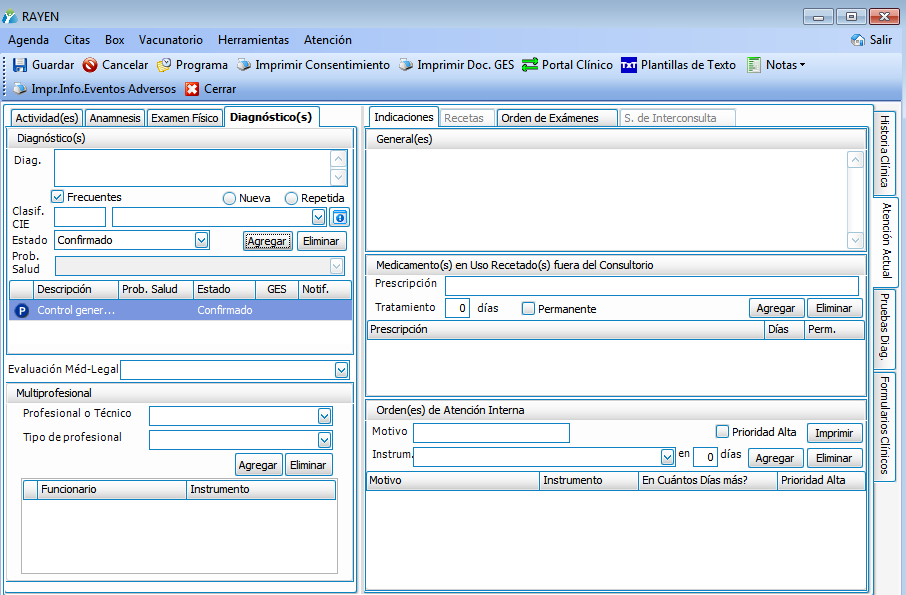 RAYEN
Agenda Citas Box Vacunatorio Herramientas Atención Salir
Guardar Cancelar Programa Imprimir Consentimiento Imprimir Doc. GES Portal Clínico TXT Plantillas de Texto Notas
Impr.Info.Eventos Adversos Cerrar
Actividad(es) Anamnesis Examen Físico Diagnóstico(s)
Diagnóstico(s)
Diag.
Frecuentes Nueva Repetida
Clasif. CIE
Estado Confirmado Agregar Eliminar
Prob. Salud
Descripción Prob. Salud Estado GES Notif.
P Control gener... Confirmado
Evaluación Méd-Legal
Multiprofesional
Profesional o Técnico
Tipo de profesional
Agregar Eliminar
Funcionario Instrumento
Indicaciones Recetas Orden de Exámenes S. de Interconsulta
General(es)
Medicamento(s) en Uso Recetado(s) fuera del Consultorio
Prescripción
Tratamiento 0 días Permanente Agregar Eliminar
Prescripción Días Perm.
Orden(es) de Atención Interna
Motivo Prioridad Alta Imprimir
Instrum. en 0 días Agregar Eliminar
Motivo Instrumento En Cuántos Días más? Prioridad Alta
Historia Clínica
Atención Actual
Pruebas Diag.
Formularios Clínicos